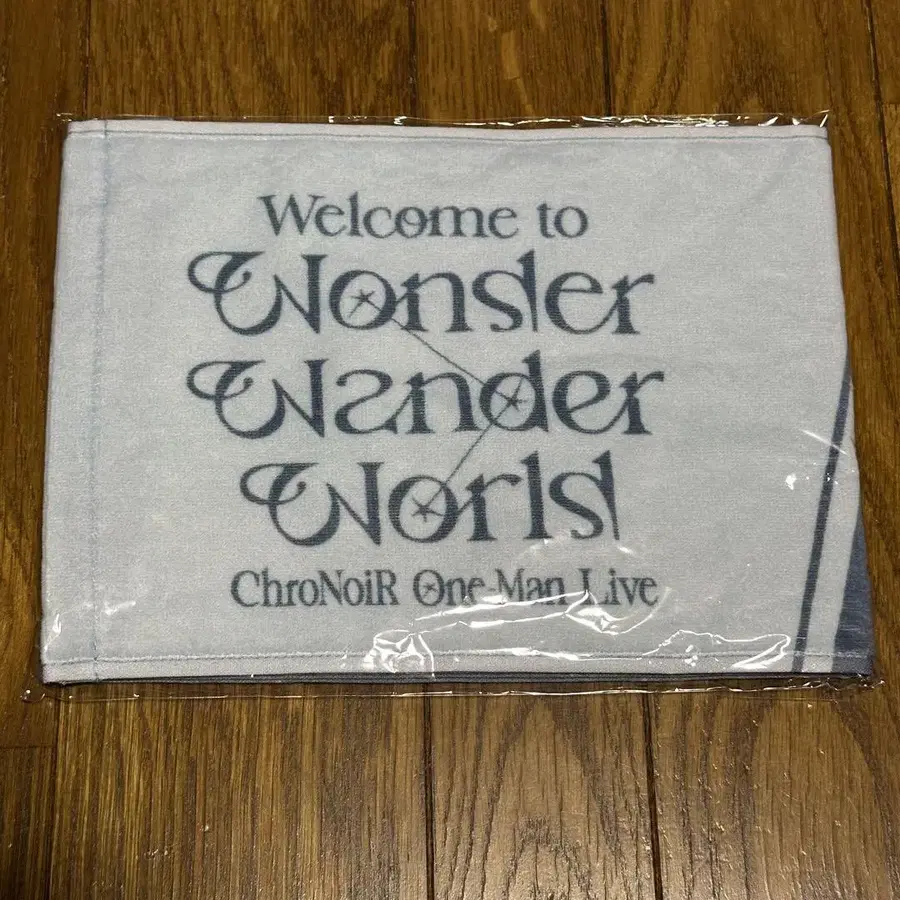 Welcome to
Wonder
Wander
World
ChroNoiR One-Man Live